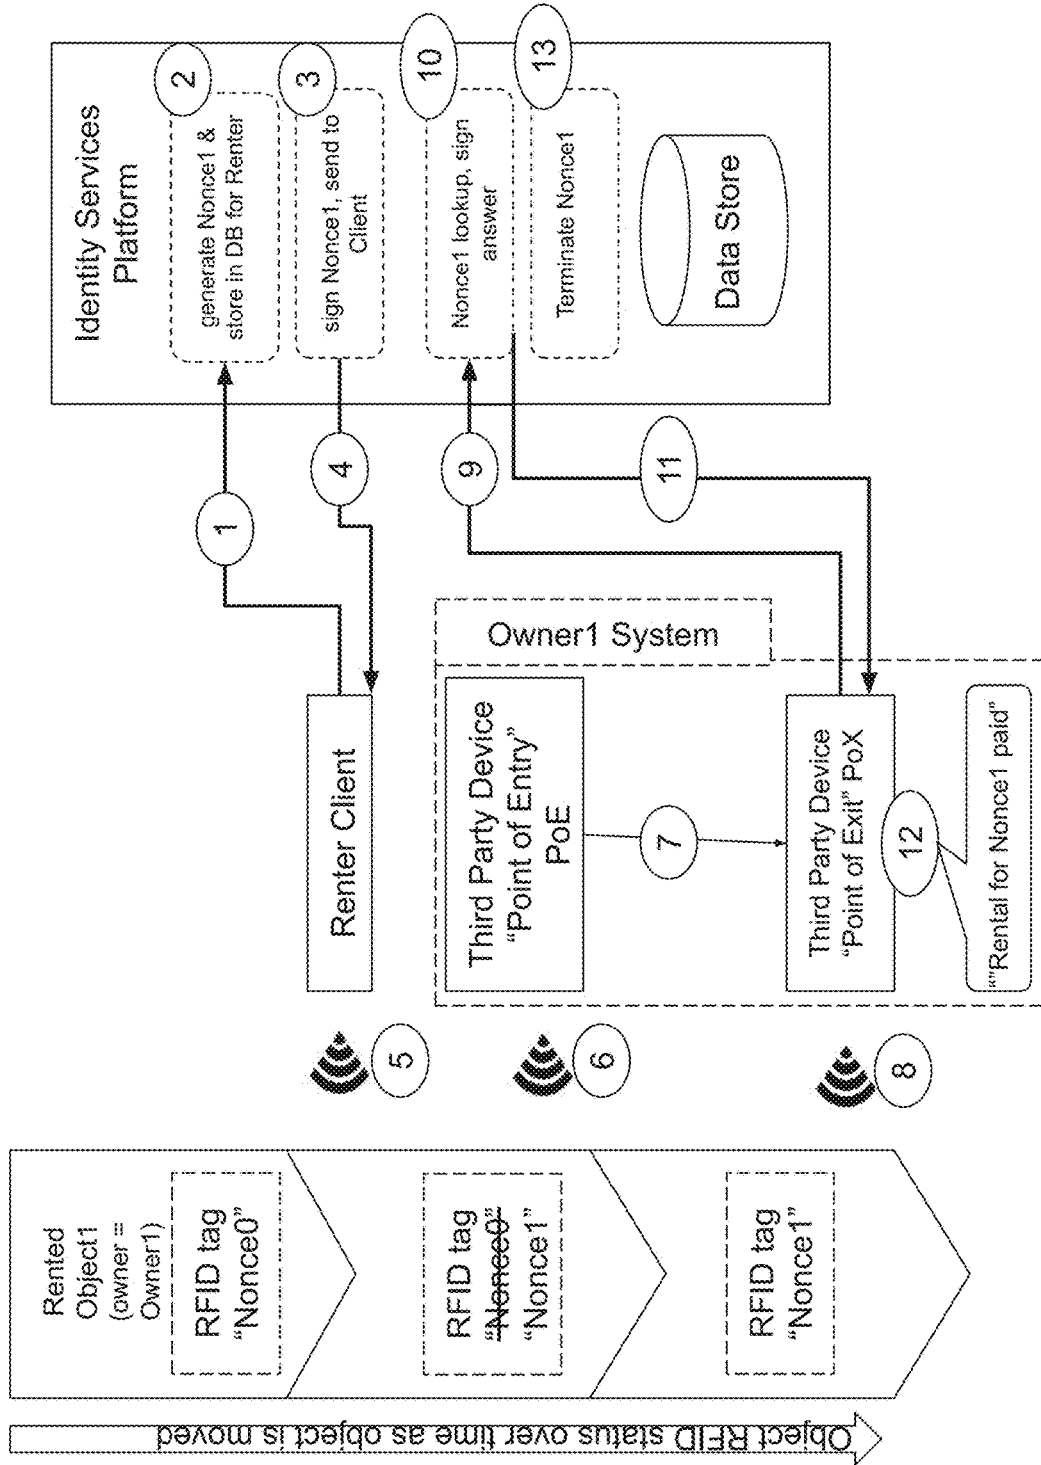 Object RFID status over time as object is moved
Rented
Object1
(owner =
Owner1)
RFID tag
“Nonce0”
RFID tag
“Nonce0”
“Nonce1”
RFID tag
“Nonce1”
5
6
8
Renter Client
Owner1 System
Third Party Device
“Point of Entry”
PoE
7
Third Party Device
“Point of Exit” PoX
12
““Rental for Nonce1 paid”
1
4
9
11
Identity Services
Platform
generate Nonce1 &
store in DB for Renter
2
sign Nonce1, send to
Client
3
Nonce1 lookup, sign
answer
10
Terminate Nonce1
13
Data Store